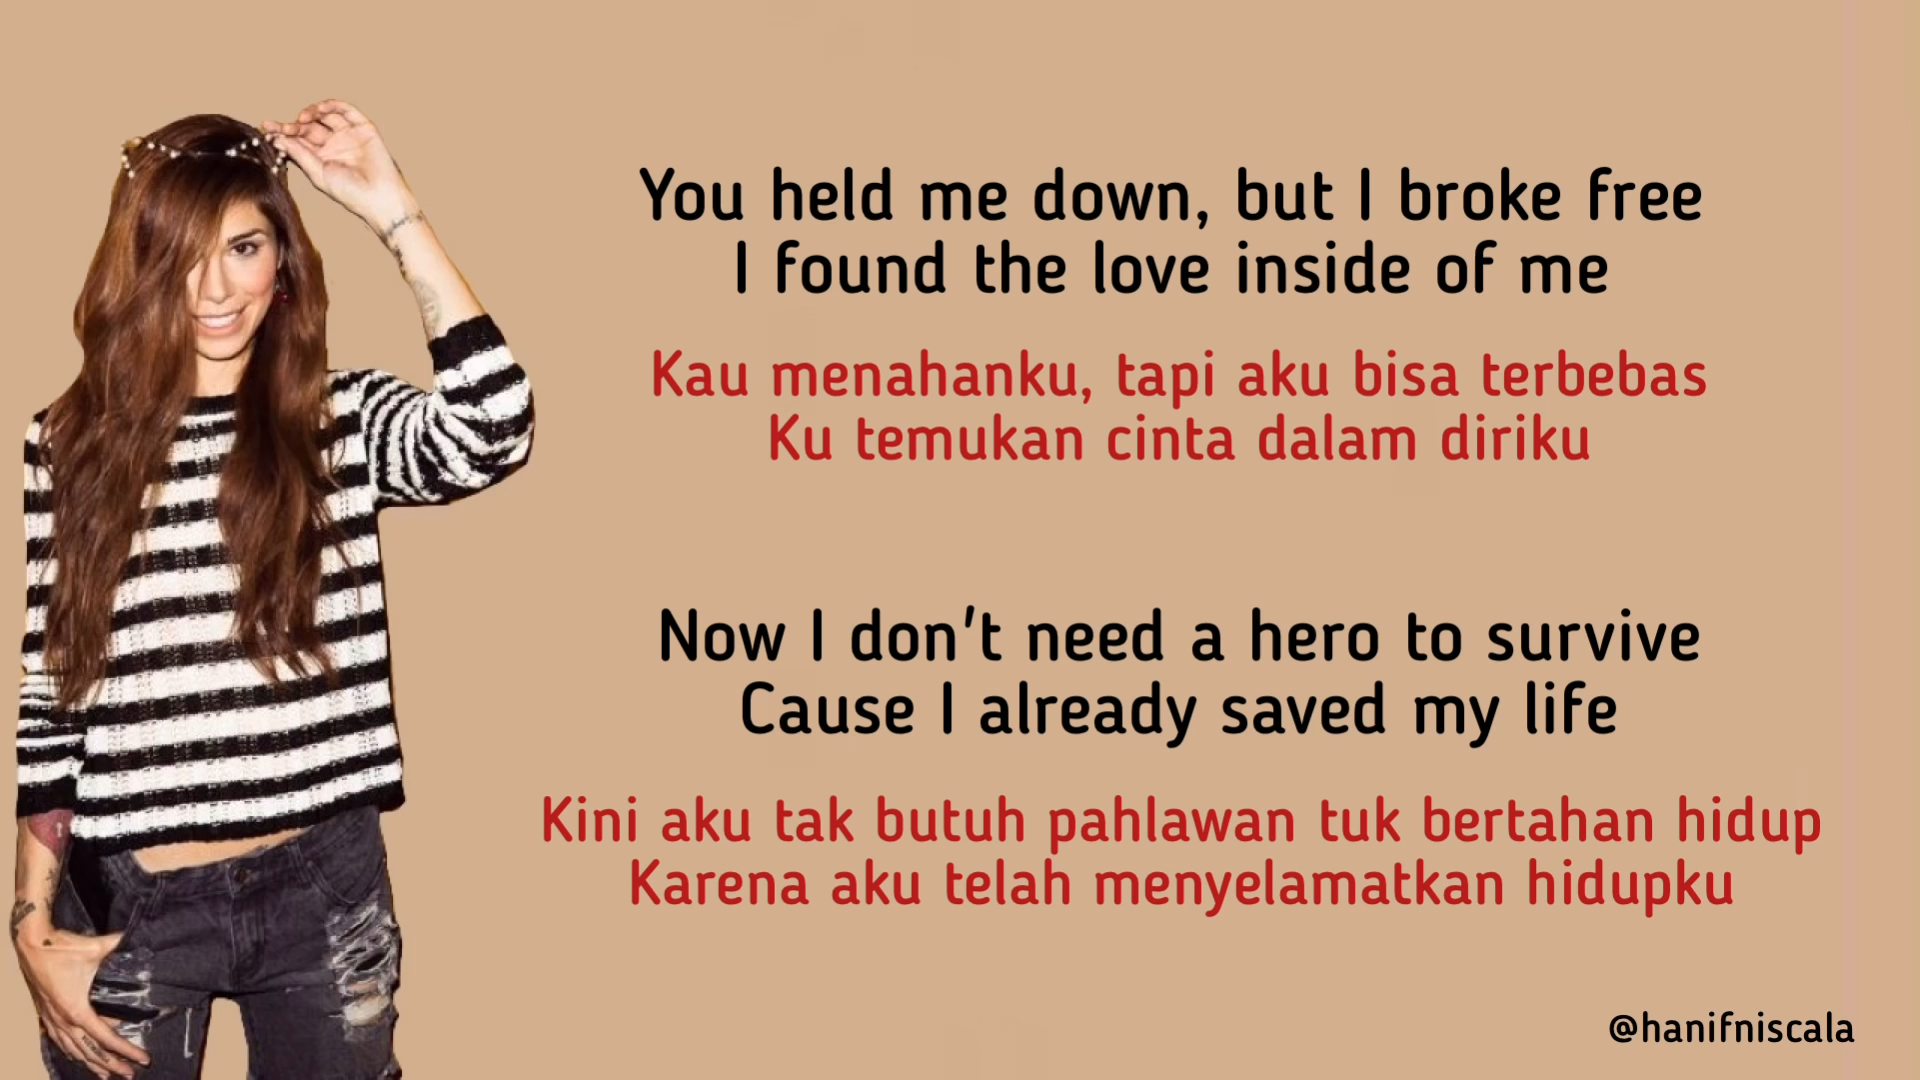 You held me down, but I broke free
I found the love inside of me
Kau menahanku, tapi aku bisa terbebas
Ku temukan cinta dalam diriku
Now I don't need a hero to survive
Cause I already saved my life
Kini aku tak butuh pahlawan tuk bertahan hidup
Karena aku telah menyelamatkan hidupku
@hanifniscala